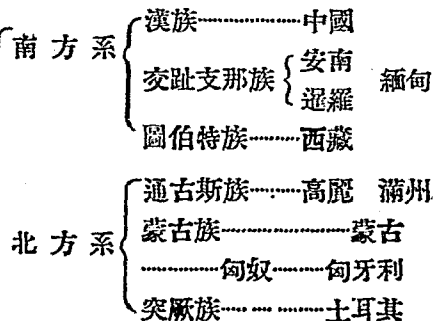 漢族…………中國
南方系
交趾支那族 安南 緬甸
暹羅
圖伯特族……西藏
通古斯族……高麗 滿州
蒙古族…………蒙古
北方系
………匈奴……匈牙利
突厥族………土耳其